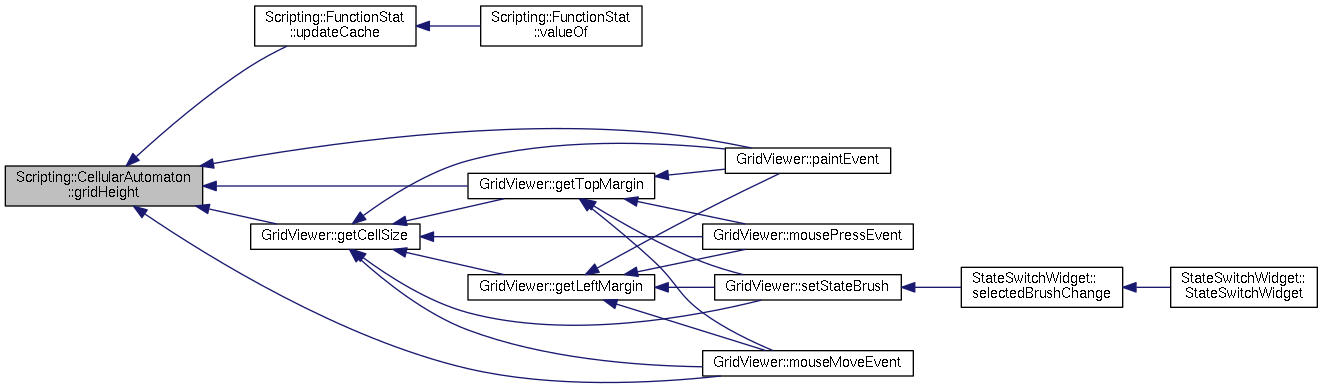 Scripting::FunctionStat
::updateCache
Scripting::FunctionStat
::valueOf
Scripting::CellularAutomaton
::gridHeight
GridViewer::paintEvent
GridViewer::getTopMargin
GridViewer::getCellSize
GridViewer::mousePressEvent
GridViewer::getLeftMargin
GridViewer::setStateBrush
StateSwitchWidget::
selectedBrushChange
StateSwitchWidget::
StateSwitchWidget
GridViewer::mouseMoveEvent